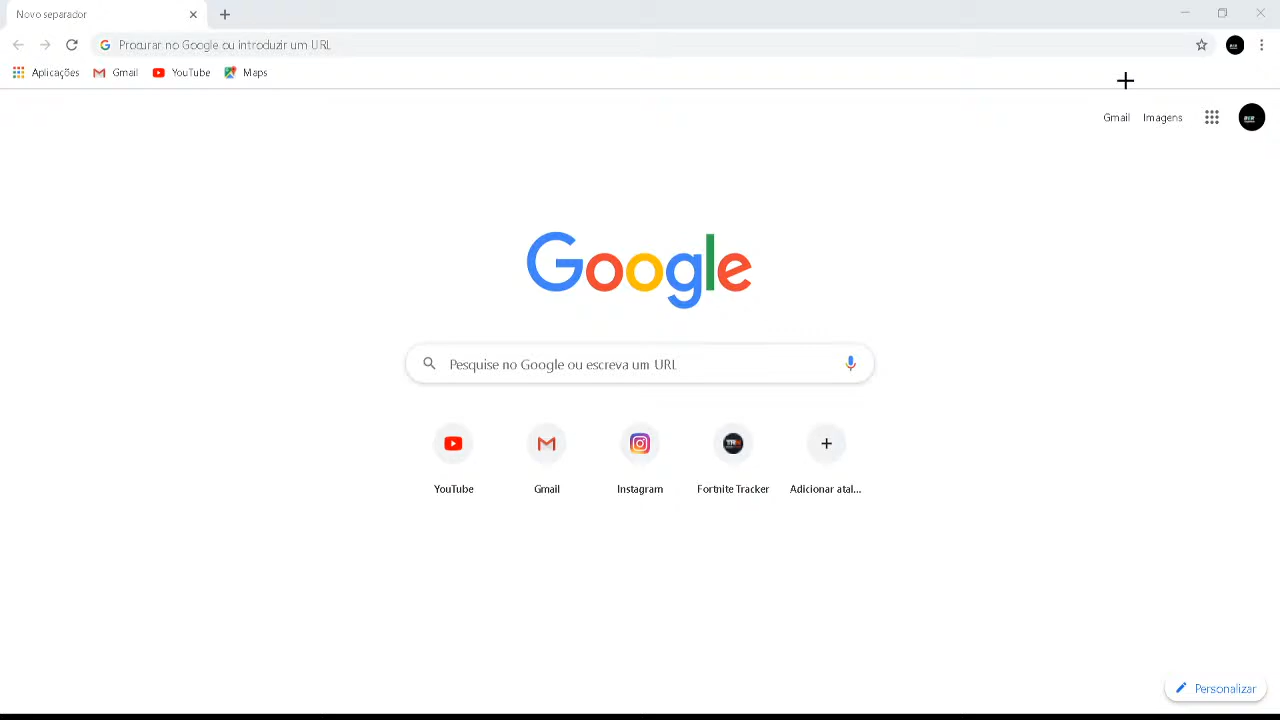 Novo separador
Procurar no Google ou introduzir um URL
Aplicações Gmail YouTube Maps
Gmail Imagens
Google
Pesquise no Google ou escreva um URL
YouTube Gmail Instagram Fortnite Tracker Adicionar atal...
Personalizar